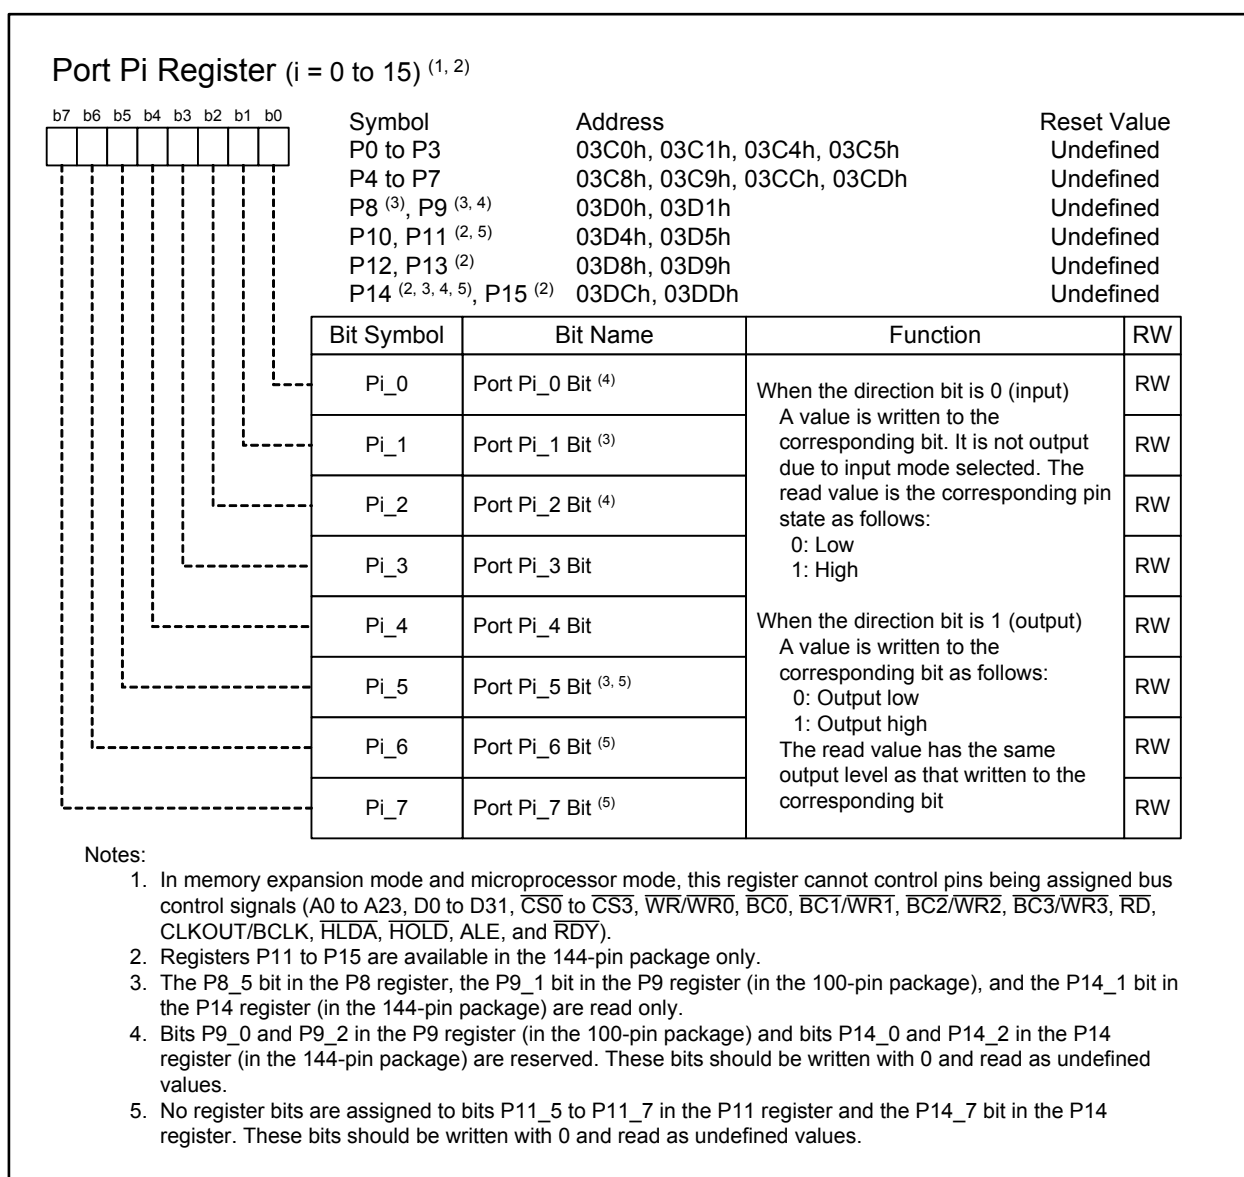 Port Pi Register (i = 0 to 15) (1, 2)
b7 b6 b5 b4 b3 b2 b1 b0
Symbol Address Reset Value
P0 to P3 03C0h, 03C1h, 03C4h, 03C5h Undefined
P4 to P7 03C8h, 03C9h, 03CCh, 03CDh Undefined
P8 (3), P9 (3, 4) 03D0h, 03D1h Undefined
P10, P11 (2, 5) 03D4h, 03D5h Undefined
P12, P13 (2) 03D8h, 03D9h Undefined
P14 (2, 3, 4, 5), P15 (2) 03DCh, 03DDh Undefined
Bit Symbol Bit Name Function RW
Pi_0 Port Pi_0 Bit (4) RW
Pi_1 Port Pi_1 Bit (3) RW
Pi_2 Port Pi_2 Bit (4) RW
Pi_3 Port Pi_3 Bit RW
Pi_4 Port Pi_4 Bit RW
Pi_5 Port Pi_5 Bit (3, 5) RW
Pi_6 Port Pi_6 Bit (5) RW
Pi_7 Port Pi_7 Bit (5) RW
When the direction bit is 0 (input)
A value is written to the
corresponding bit. It is not output
due to input mode selected. The
read value is the corresponding pin
state as follows:
0: Low
1: High
When the direction bit is 1 (output)
A value is written to the
corresponding bit as follows:
0: Output low
1: Output high
The read value has the same
output level as that written to the
corresponding bit
Notes:
1. In memory expansion mode and microprocessor mode, this register cannot control pins being assigned bus
control signals (A0 to A23, D0 to D31, C̅S̅0̅ to C̅S̅3̅, W̅R̅/W̅R̅0̅, B̅C̅0̅, B̅C̅1̅/W̅R̅1̅, B̅C̅2̅/W̅R̅2̅, B̅C̅3̅/W̅R̅3̅, R̅D̅,
CLKOUT/BCLK, H̅L̅D̅A̅, H̅O̅L̅D̅, ALE, and R̅D̅Y̅).
2. Registers P11 to P15 are available in the 144-pin package only.
3. The P8_5 bit in the P8 register, the P9_1 bit in the P9 register (in the 100-pin package), and the P14_1 bit in
the P14 register (in the 144-pin package) are read only.
4. Bits P9_0 and P9_2 in the P9 register (in the 100-pin package) and bits P14_0 and P14_2 in the P14
register (in the 144-pin package) are reserved. These bits should be written with 0 and read as undefined
values.
5. No register bits are assigned to bits P11_5 to P11_7 in the P11 register and the P14_7 bit in the P14
register. These bits should be written with 0 and read as undefined values.